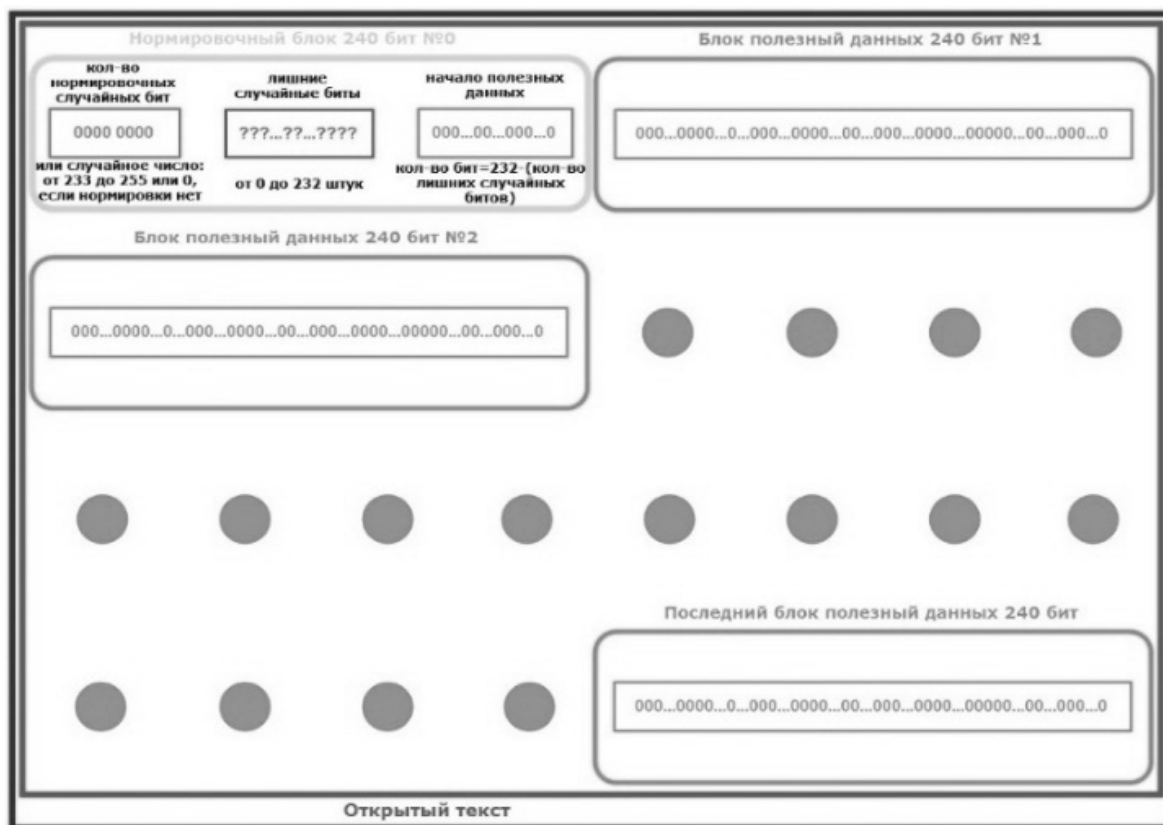 Нормировочный блок 240 бит №0
кол-во
нормировочных
случайных бит
0000 0000
или случайное число:
от 233 до 255 или 0,
если нормировки нет
лишние
случайные биты
???...??...????
от 0 до 232 штук
начало полезных
данных
000...00...000...0
кол-во бит=232-(кол-во
лишних случайных
битов)
Блок полезный данных 240 бит №1
000...0000...0...000...0000...00...000...0000...00000...00...000...0
Блок полезный данных 240 бит №2
000...0000...0...000...0000...00...000...0000...00000...00...000...0
Последний блок полезный данных 240 бит
000...0000...0...000...0000...00...000...0000...00000...00...000...0
Открытый текст